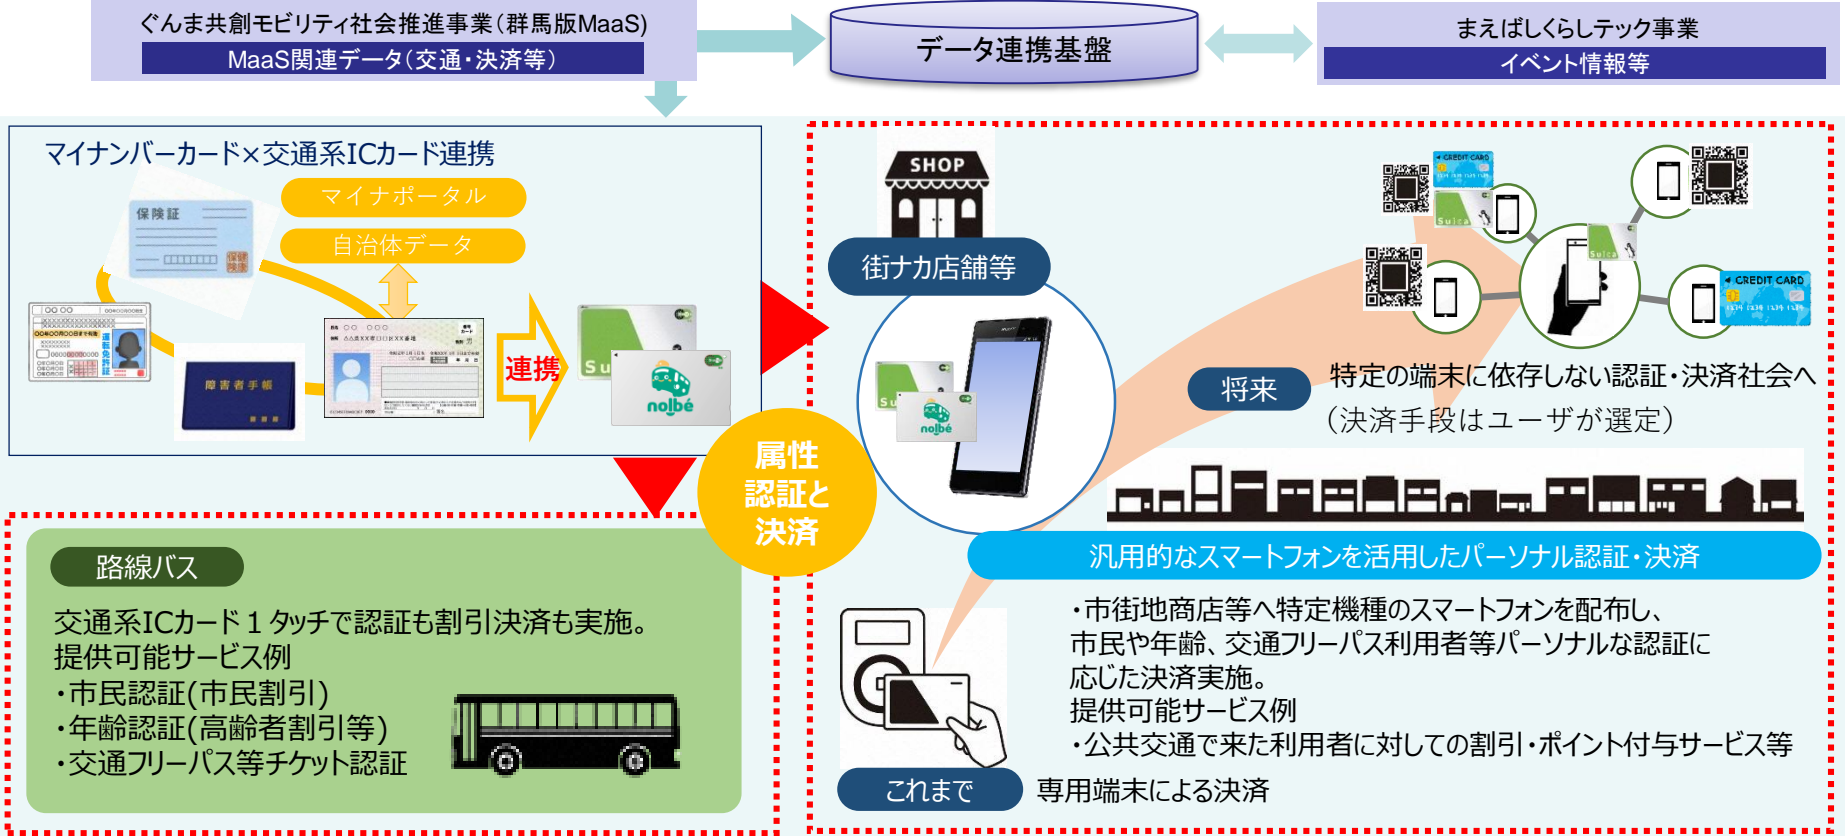 ぐんま共創モビリティ社会推進事業（群馬版MaaS)
MaaS関連データ（交通・決済等）
データ連携基盤
まえばしくらしテック事業
イベント情報等
マイナンバーカード×交通系ICカード連携
マイナポータル
自治体データ
保険証
運転免許証
障害者手帳
連携
Su
nolbé
属性
認証と
決済
路線バス
交通系ICカード１タッチで認証も割引決済も実施。
提供可能サービス例
・市民認証(市民割引)
・年齢認証(高齢者割引等)
・交通フリーパス等チケット認証
SHOP
街ナカ店舗等
Su
nolbé
CREDIT CARD
Suica
Suica
CREDIT CARD
1234 1234 1234 1234
将来
特定の端末に依存しない認証・決済社会へ
（決済手段はユーザが選定）
汎用的なスマートフォンを活用したパーソナル認証・決済
・市街地商店等へ特定機種のスマートフォンを配布し、
市民や年齢、交通フリーパス利用者等パーソナルな認証に
応じた決済実施。
提供可能サービス例
・公共交通で来た利用者に対しての割引・ポイント付与サービス等
これまで
専用端末による決済